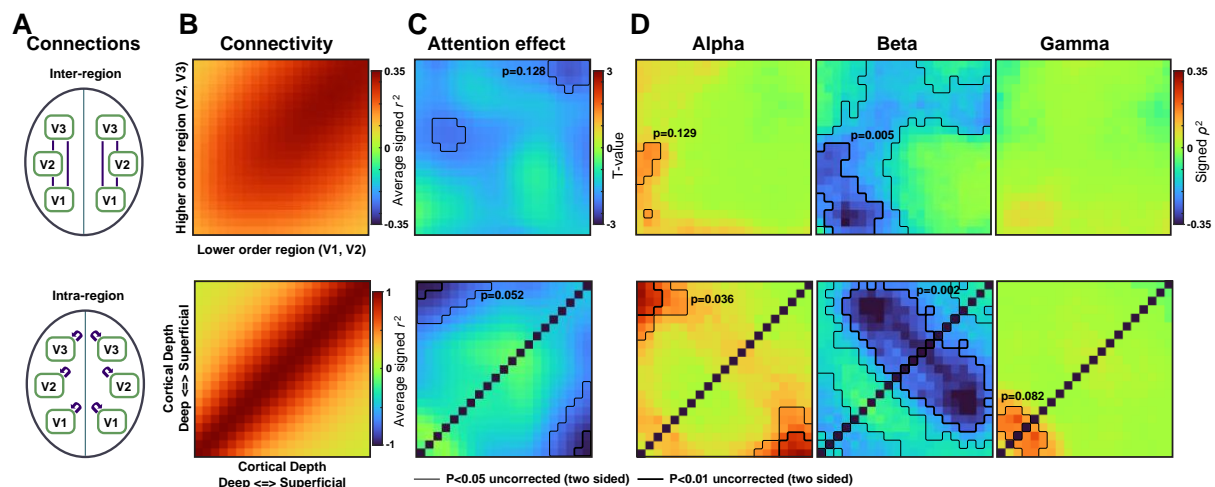 A
B
C
D
Connections
Connectivity
Attention effect
Alpha
Beta
Gamma
Inter-region
V3
V3
V2
V2
V1
V1
Higher order region (V2, V3)
Lower order region (V1, V2)
0.35
0
-0.35
Average signed r²
p=0.128
3
0
-3
T-value
p=0.129
p=0.005
0.35
0
-0.35
Signed ρ²
Intra-region
V3
V3
V2
V2
V1
V1
Cortical Depth
Deep <=> Superficial
Cortical Depth
Deep <=> Superficial
1
0
-1
Average signed r²
p=0.052
p=0.036
p=0.002
p=0.082
P<0.05 uncorrected (two sided)
P<0.01 uncorrected (two sided)